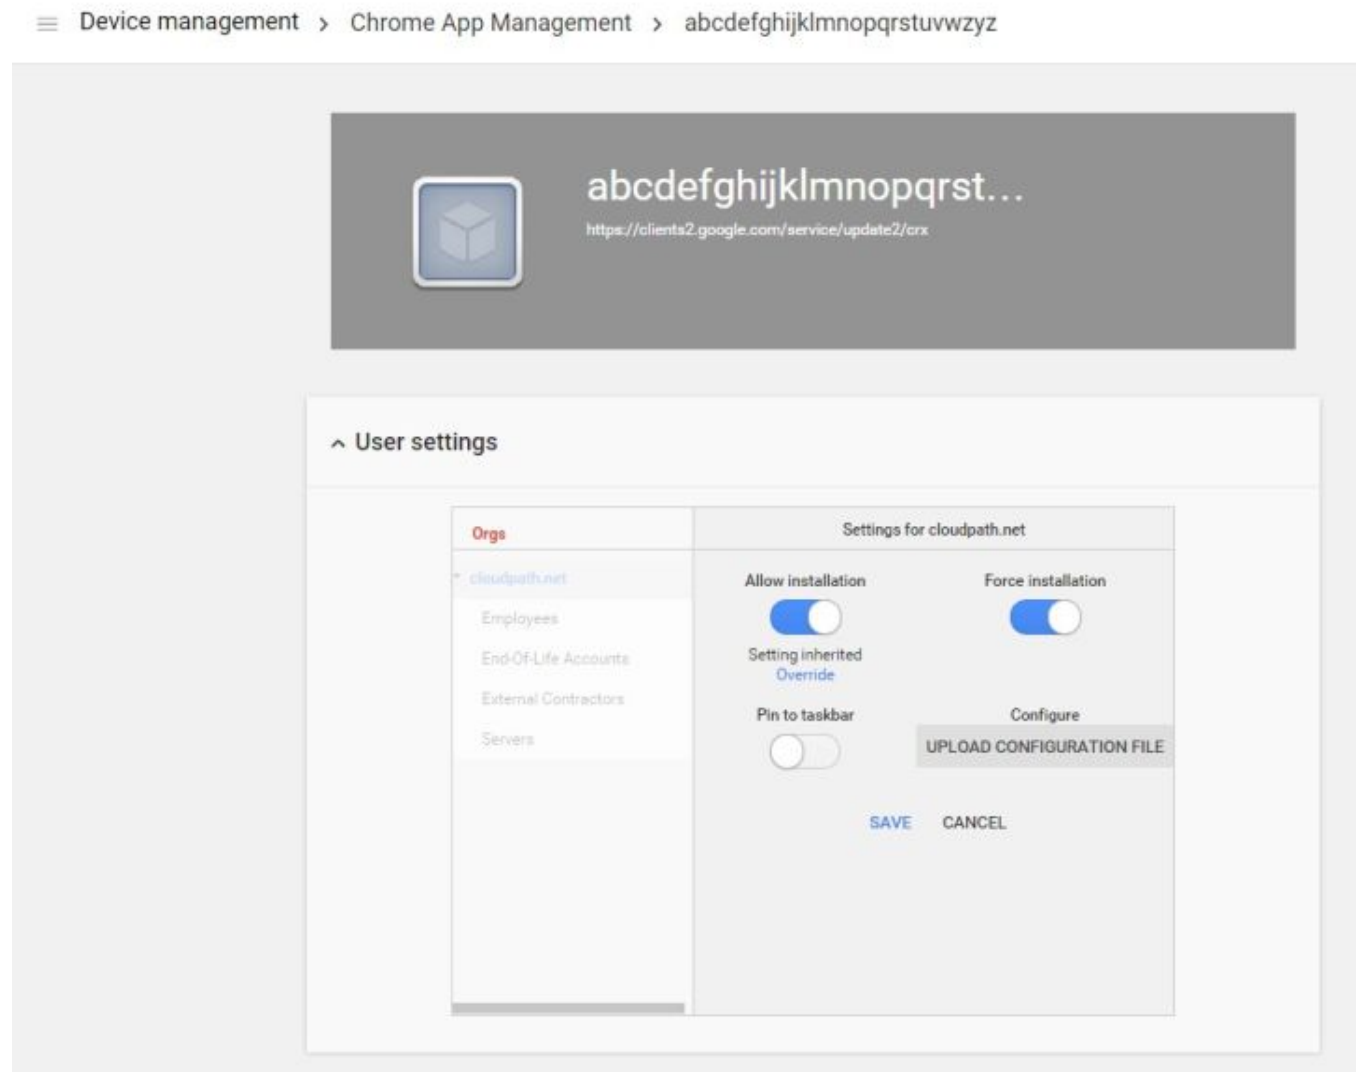 Device management > Chrome App Management > abcdefghijklmnopqrstuvwzyz
abcdefghijklmnopqrst...
https://clients2.google.com/service/update2/crx
User settings
Orgs
Settings for cloudpath.net
cloudpath.net
Employees
End-Of-Life Accounts
External Contractors
Servers
Allow installation
Force installation
Setting inherited
Override
Pin to taskbar
Configure
UPLOAD CONFIGURATION FILE
SAVE
CANCEL